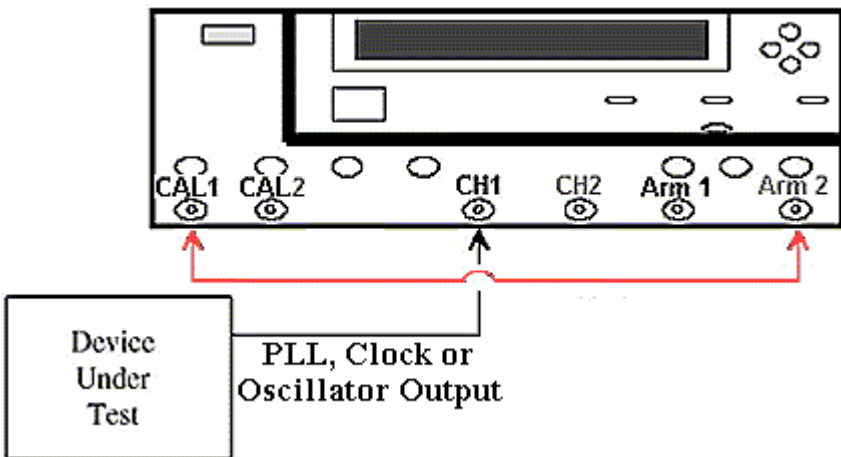 CAL1 CAL2 CH1 CH2 Arm 1 Arm 2
Device
Under
Test
PLL, Clock or
Oscillator Output